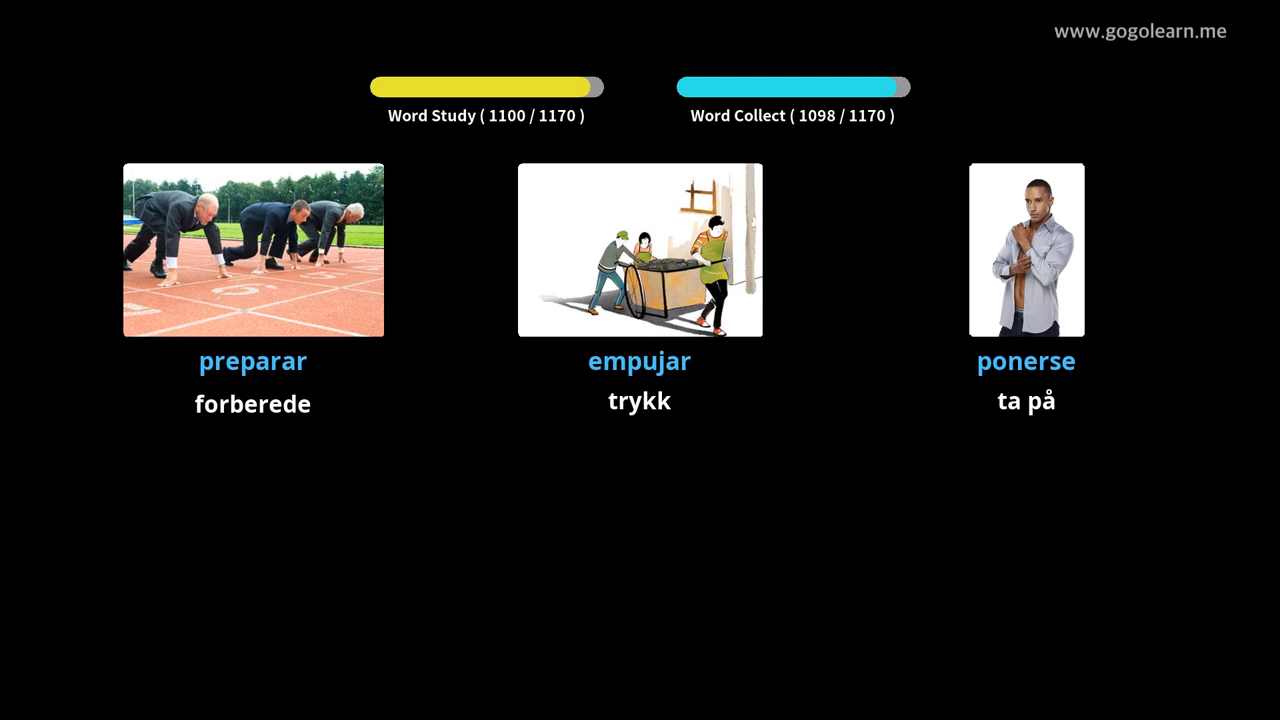 www.gogolearn.me
Word Study ( 1100 / 1170 )
Word Collect ( 1098 / 1170 )
preparar
forberede
empujar
trykk
ponerse
ta på